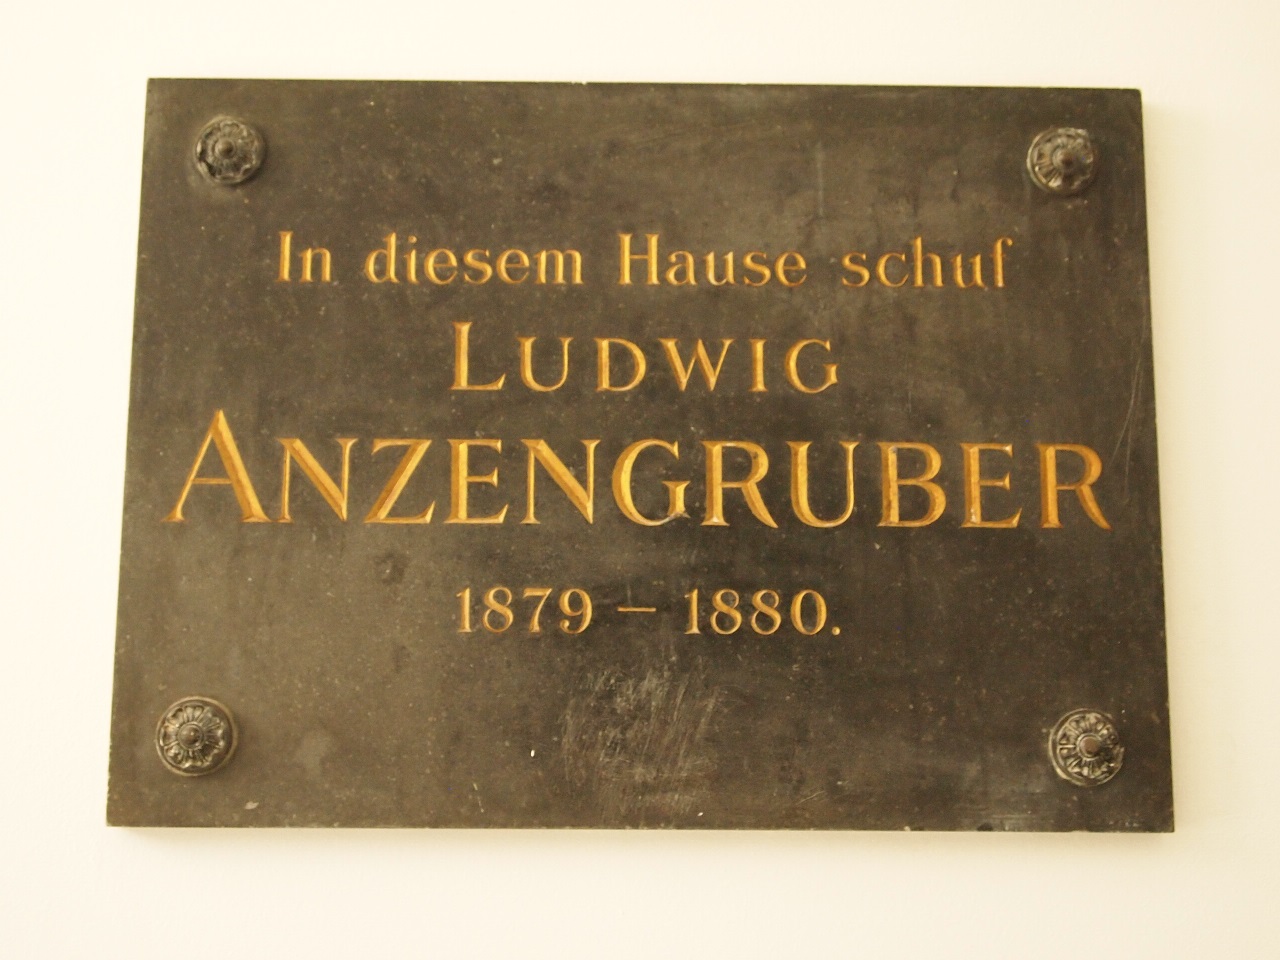 In diesem Hause schuf
LUDWIG
ANZENGRUBER
1879 – 1880.